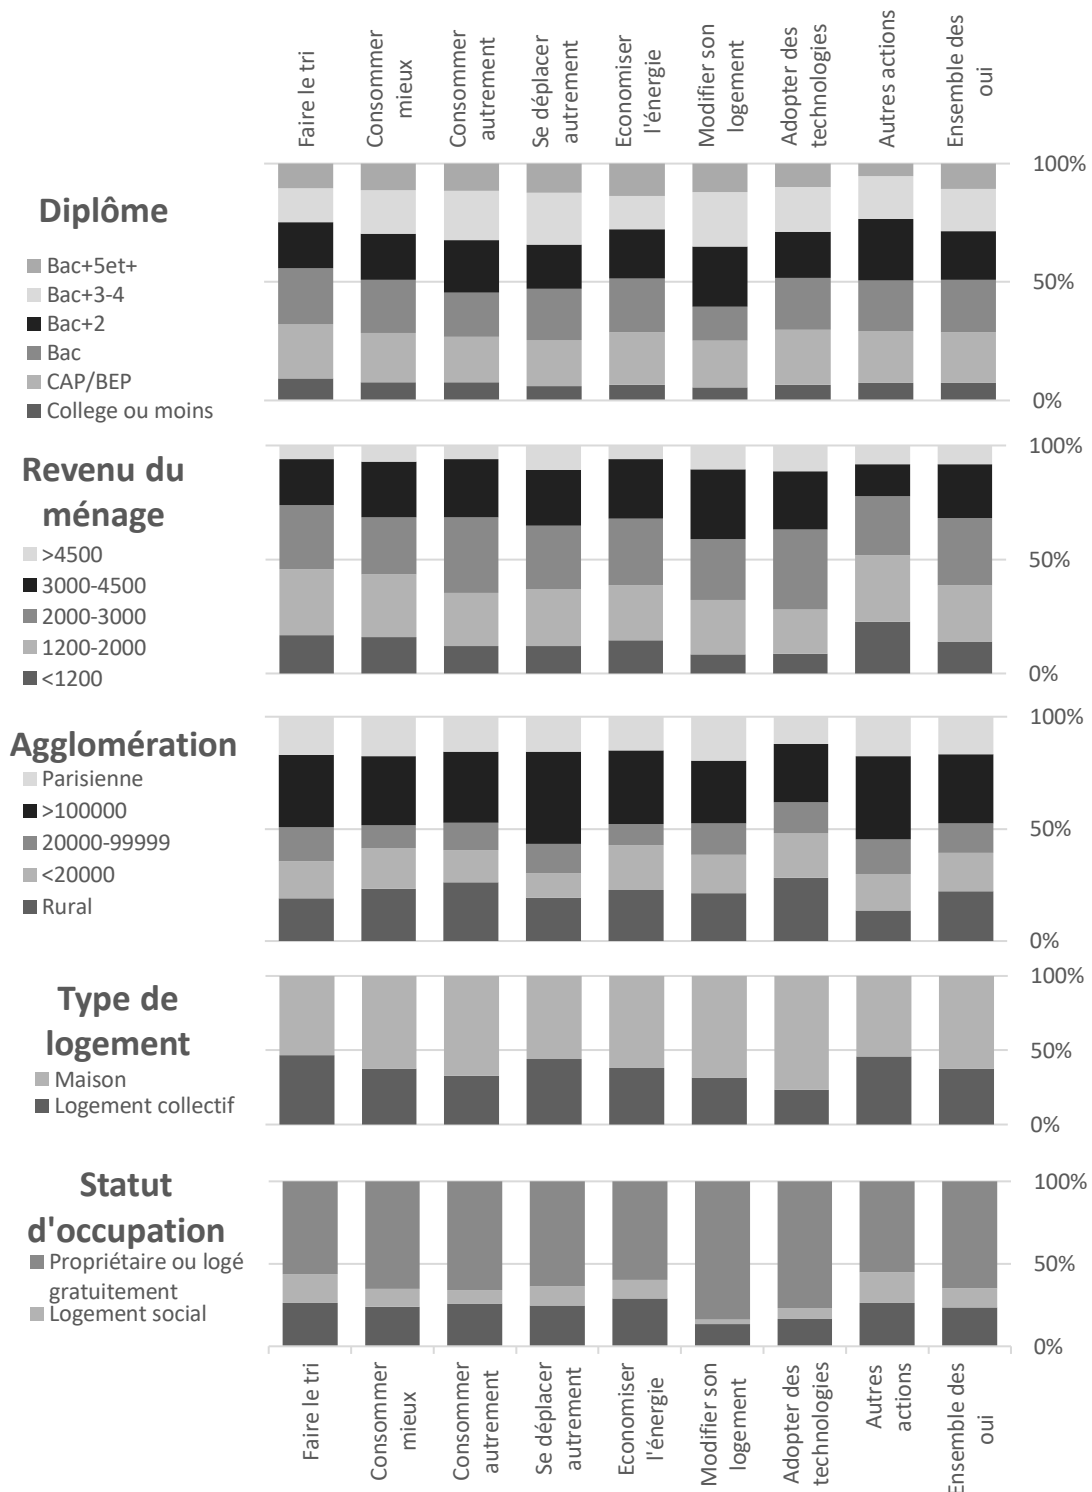 Faire le tri
Consommer
mieux
Consommer
autrement
Se déplacer
autrement
Economiser
l'énergie
Modifier son
logement
Adopter des
technologies
Autres actions
Ensemble des
oui
Diplôme
Bac+5et+
Bac+3-4
Bac+2
Bac
CAP/BEP
College ou moins
100%
50%
0%
Revenu du
ménage
>4500
3000-4500
2000-3000
1200-2000
<1200
100%
50%
0%
Agglomération
Parisienne
>100000
20000-99999
<20000
Rural
100%
50%
0%
Type de
logement
Maison
Logement collectif
100%
50%
0%
Statut
d'occupation
Propriétaire ou logé
gratuitement
Logement social
100%
50%
0%
Faire le tri
Consommer
mieux
Consommer
autrement
Se déplacer
autrement
Economiser
l'énergie
Modifier son
logement
Adopter des
technologies
Autres
actions
Ensemble des
oui